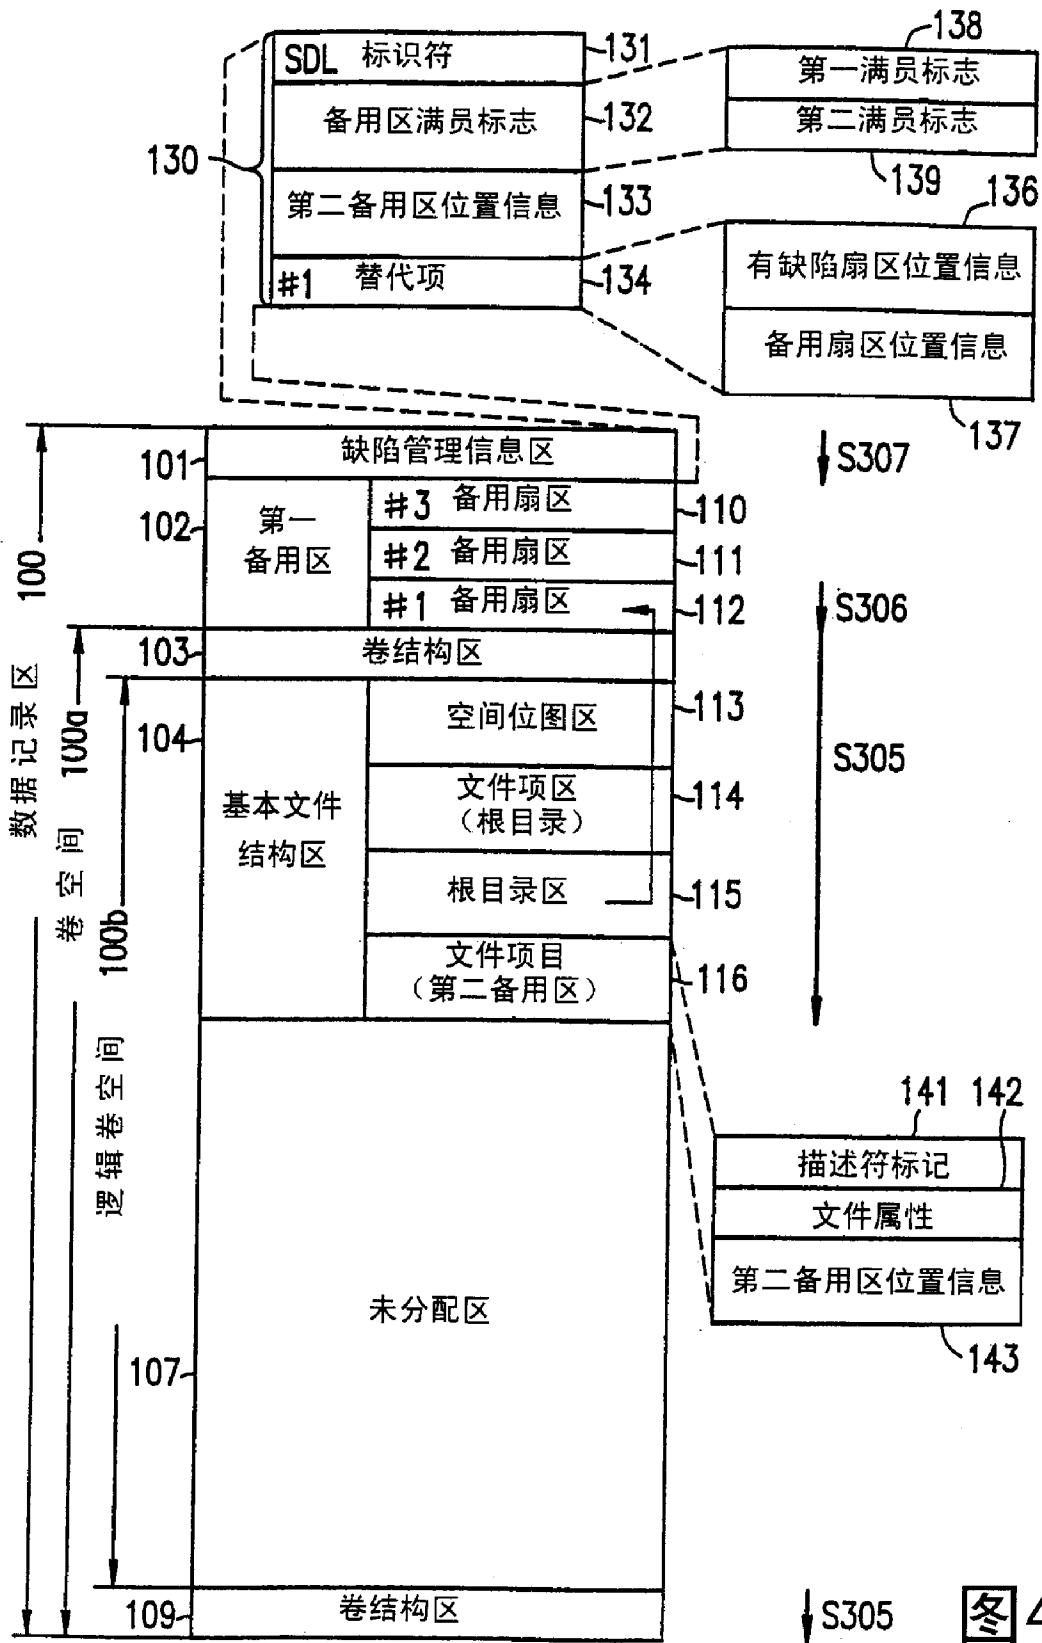 SDL 标识符
131
备用区满员标志
132
130
第二备用区位置信息
133
#1 替代项
134
138
第一满员标志
第二满员标志
139
136
有缺陷扇区位置信息
备用扇区位置信息
137
S307
101
缺陷管理信息区
102
第一
备用区
#3 备用扇区
110
#2 备用扇区
111
#1 备用扇区
112
S306
100
数据记录区
103
卷结构区
100a
卷空间
104
基本文件
结构区
空间位图区
113
S305
文件项区
(根目录)
114
根目录区
115
100b
逻辑卷空间
文件项目
(第二备用区)
116
141
142
描述符标记
文件属性
第二备用区位置信息
143
未分配区
107
109
卷结构区
S305
图 4